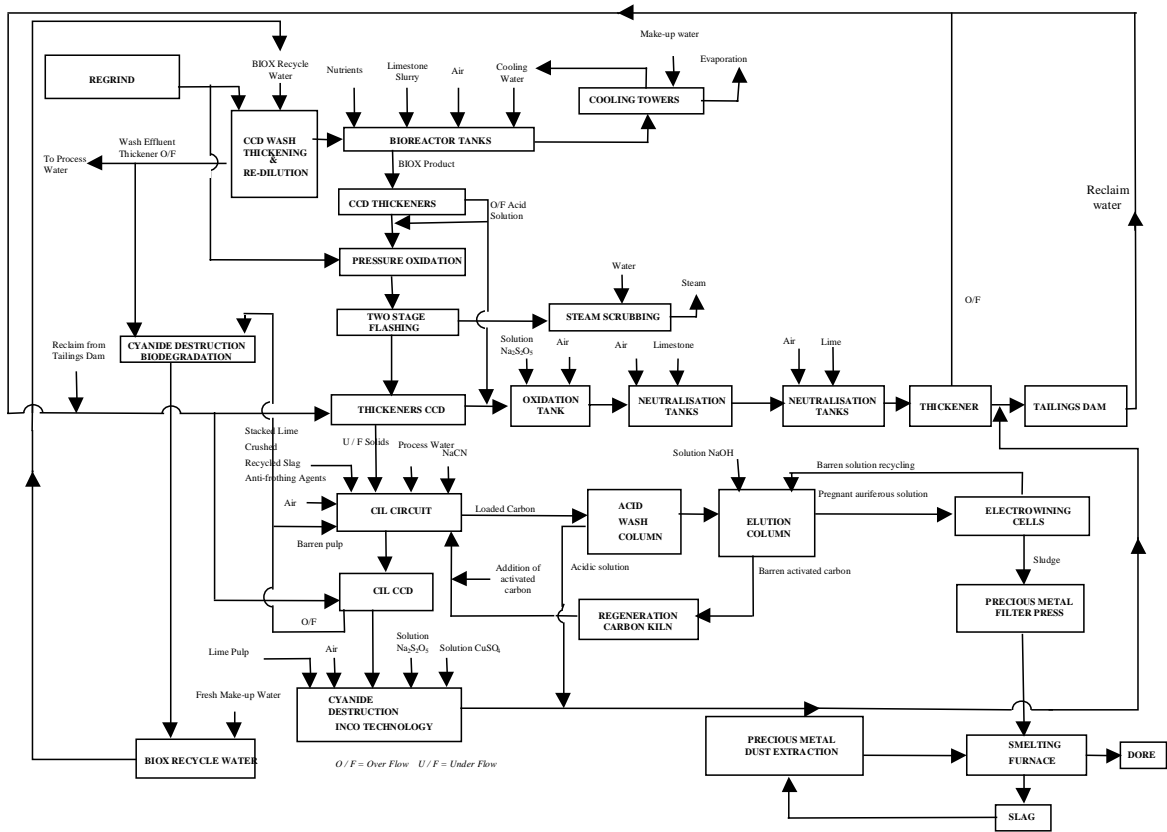 Make-up water
Evaporation
REGRIND
BIOX Recycle
Water
Nutrients
Limestone
Slurry
Air
Cooling
Water
COOLING TOWERS
CCD WASH
THICKENING
&
RE-DILUTION
BIOREACTOR TANKS
Wash Effluent
Thickener O/F
To Process
Water
BIOX Product
CCD THICKENERS
O/F Acid
Solution
Reclaim
water
PRESSURE OXIDATION
Water
Steam
TWO STAGE
FLASHING
STEAM SCRUBBING
O/F
CYANIDE DESTRUCTION
BIODEGRADATION
Reclaim from
Tailings Dam
Solution
Na₂S₂O₅
Air
Air
Limestone
Air
Lime
THICKENERS CCD
OXIDATION
TANK
NEUTRALISATION
TANKS
NEUTRALISATION
TANKS
THICKENER
TAILINGS DAM
Stacked Lime
Crushed
Recycled Slag
Anti-frothing Agents
U / F Solids
Process Water
NaCN
Solution NaOH
Barren solution recycling
Pregnant auriferous solution
Air
CIL CIRCUIT
Loaded Carbon
ACID
WASH
COLUMN
ELUTION
COLUMN
ELECTROWINING
CELLS
Barren pulp
Addition of
activated
carbon
Acidic solution
Barren activated carbon
Sludge
CIL CCD
O/F
REGENERATION
CARBON KILN
PRECIOUS METAL
FILTER PRESS
Lime Pulp
Air
Solution
Na₂S₂O₅
Solution CuSO₄
Fresh Make-up Water
CYANIDE
DESTRUCTION
INCO TECHNOLOGY
BIOX RECYCLE WATER
PRECIOUS METAL
DUST EXTRACTION
SMELTING
FURNACE
DORE
O / F = Over Flow U / F = Under Flow
SLAG